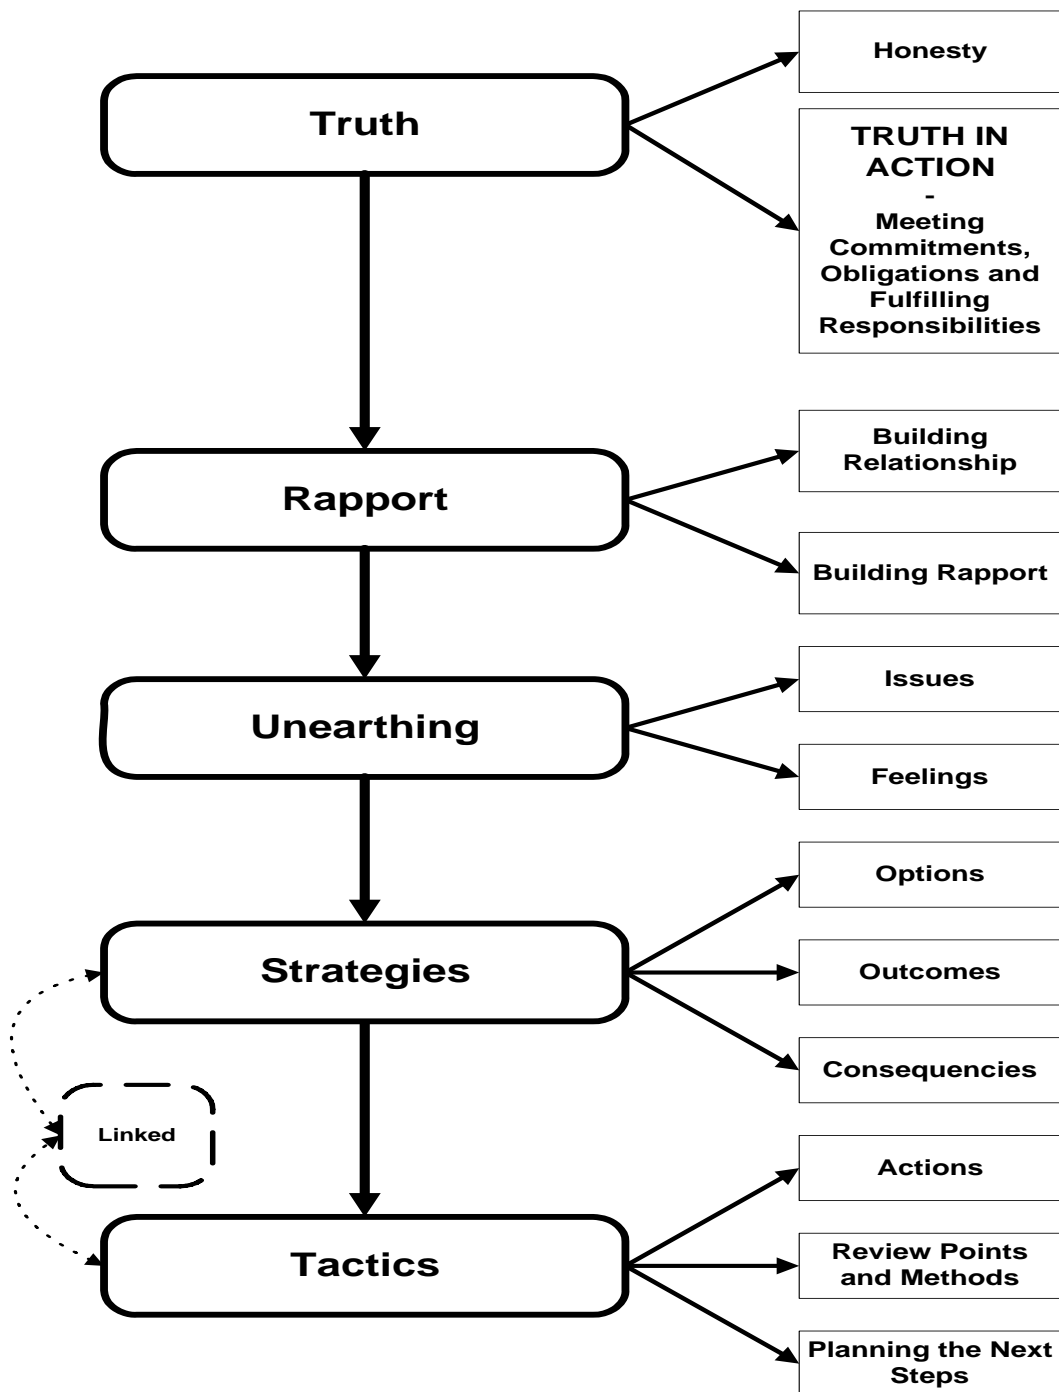 Honesty
Truth
TRUTH IN
ACTION
-
Meeting
Commitments,
Obligations and
Fulfilling
Responsibilities
Building
Relationship
Rapport
Building Rapport
Issues
Unearthing
Feelings
Options
Strategies
Outcomes
Consequencies
Linked
Actions
Tactics
Review Points
and Methods
Planning the Next
Steps